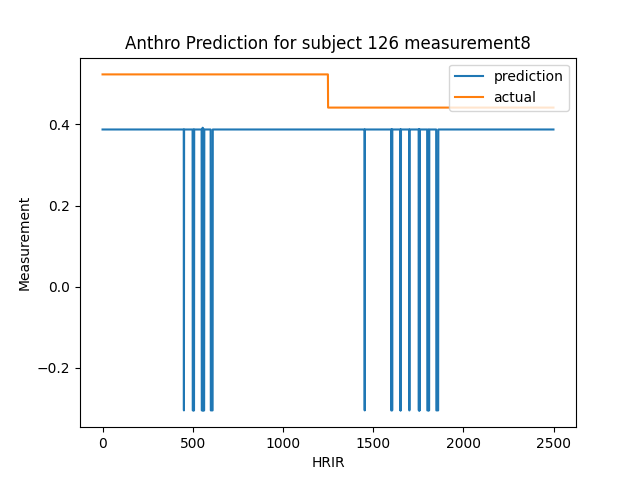 Anthro Prediction for subject 126 measurement8
prediction
actual
Measurement
0.4
0.2
0.0
−0.2
0
500
1000
1500
2000
2500
HRIR